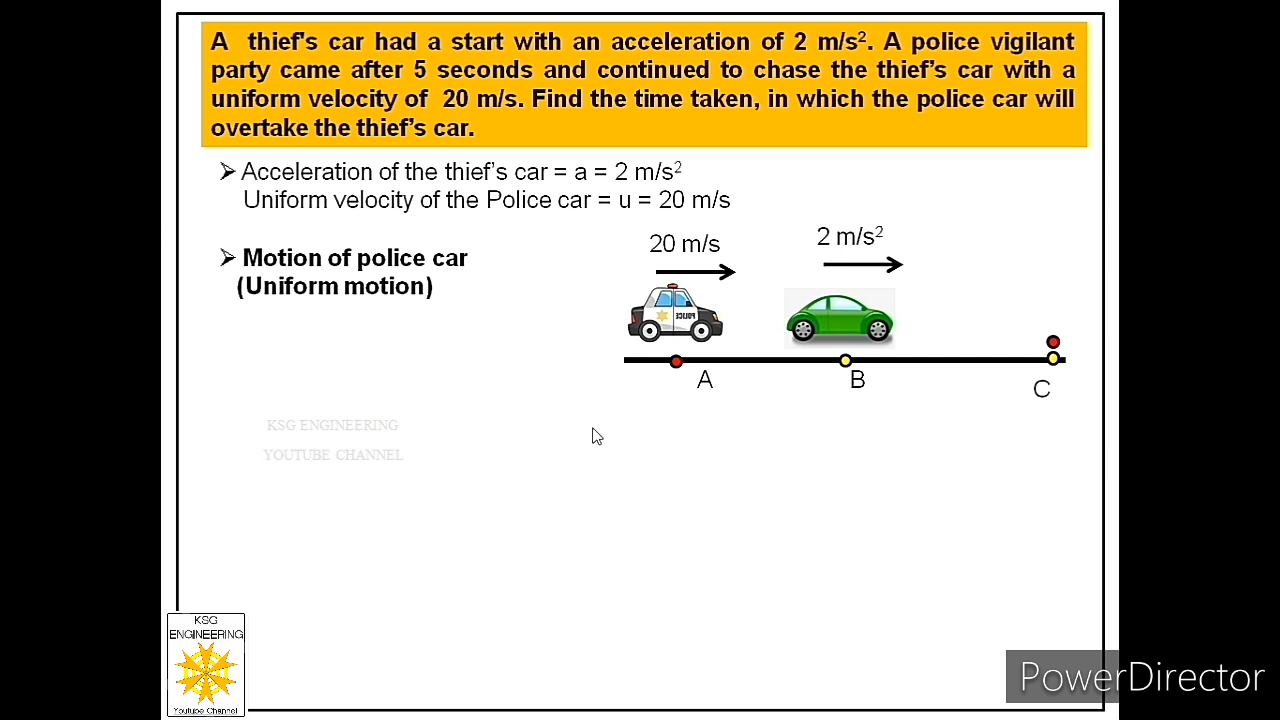 A thief's car had a start with an acceleration of 2 m/s². A police vigilant
party came after 5 seconds and continued to chase the thief’s car with a
uniform velocity of 20 m/s. Find the time taken, in which the police car will
overtake the thief’s car.
➢ Acceleration of the thief’s car = a = 2 m/s²
Uniform velocity of the Police car = u = 20 m/s
➢ Motion of police car
(Uniform motion)
20 m/s
2 m/s²
POLICE
A
B
C
KSG ENGINEERING
YOUTUBE CHANNEL
KSG
ENGINEERING
Youtube Channel
PowerDirector